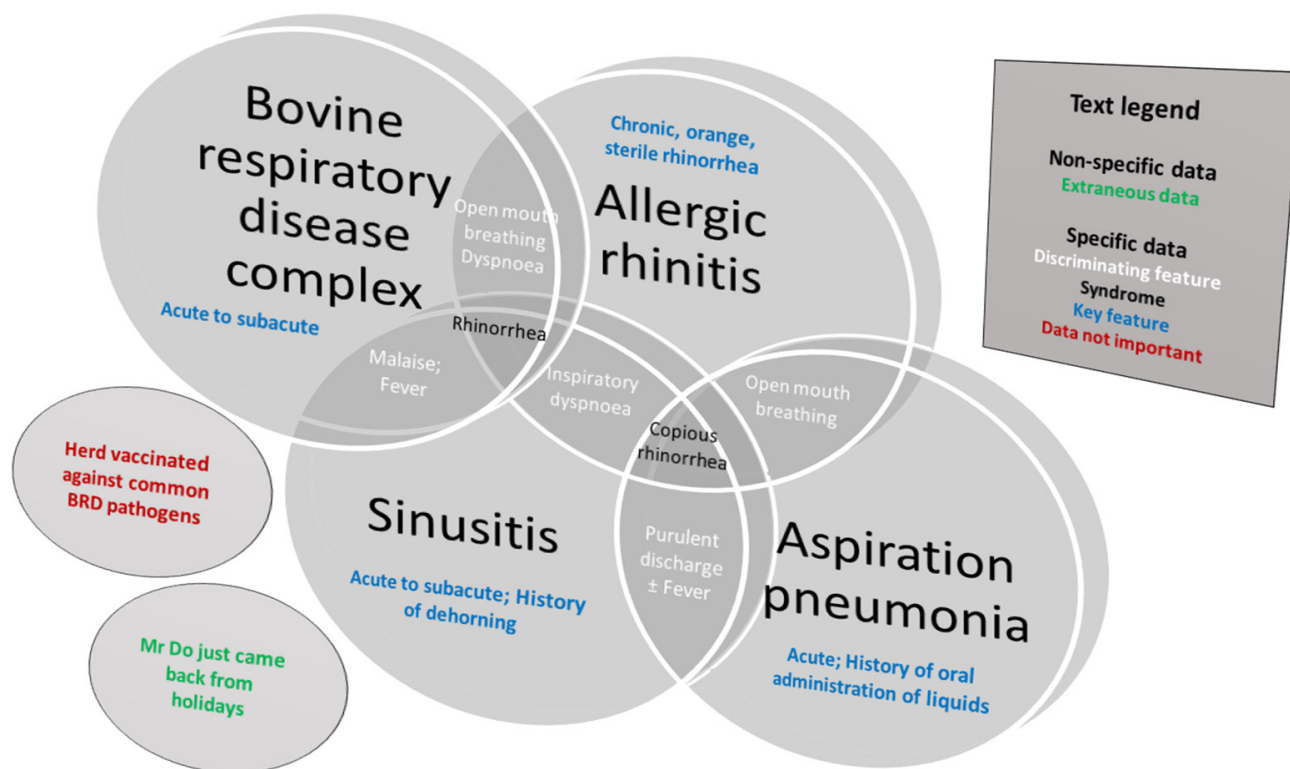 Bovine
respiratory
disease
complex
Acute to subacute
Chronic, orange,
sterile rhinorrhea
Allergic
rhinitis
Open mouth
breathing
Dyspnoea
Rhinorrhea
Malaise;
Fever
Inspiratory
dyspnoea
Open mouth
breathing
Copious
rhinorrhea
Sinusitis
Acute to subacute; History
of dehorning
Purulent
discharge
± Fever
Aspiration
pneumonia
Acute; History of oral
administration of liquids
Herd vaccinated
against common
BRD pathogens
Mr Do just came
back from
holidays
Text legend
Non-specific data
Extraneous data
Specific data
Discriminating feature
Syndrome
Key feature
Data not important